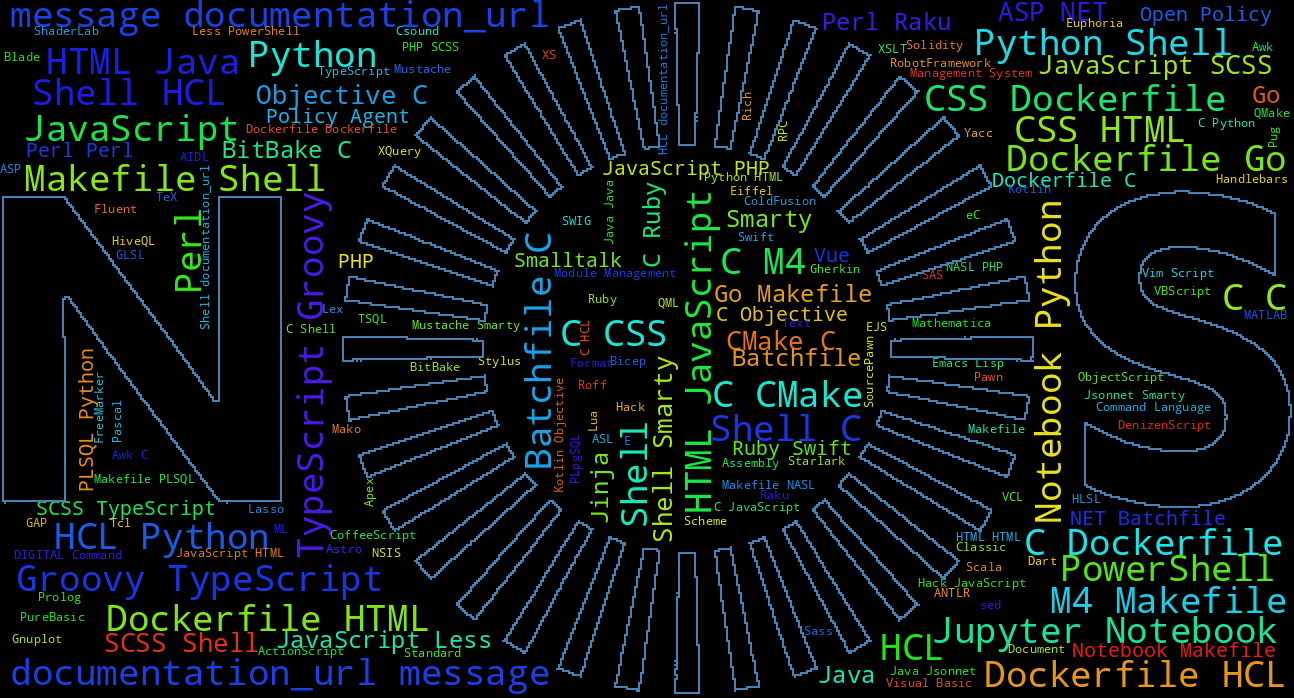 message documentation_url
ShaderLab
Less PowerShell
Csound
Blade
HTML Java
Python
PHP SCSS
TypeScript
Mustache
Shell HCL
Objective C
Policy Agent
JavaScript
Dockerfile Dockerfile
Perl Perl
AIDL
BitBake C
XQuery
ASP
Makefile Shell
TeX
Fluent
Perl
Shell documentation_url
HiveQL
GLSL
TypeScript Groovy
PHP
Lex
C Shell
TSQL
Mustache Smarty
BitBake
Stylus
PLSQL Python
FreeMarker
Pascal
Awk C
Makefile PLSQL
Mako
Apex
SCSS TypeScript
Lasso
GAP
Tcl
HCL Python
ML
CoffeeScript
DIGITAL Command
JavaScript HTML
Astro
NSIS
Groovy TypeScript
Prolog
PureBasic
Dockerfile HTML
Gnuplot
SCSS Shell
JavaScript Less
ActionScript
Standard
documentation_url message
XS
HCL documentation_url
Rich
RPC
JavaScript PHP
Python HTML
Eiffel
ColdFusion
SWIG
Java Java
C Ruby
Smarty
Swift
Smalltalk
Module Management
C M4
Vue
Gherkin
Ruby
QML
Go Makefile
C Objective
Text
Batchfile C
C CSS
C HCL
CMake C
EJS
Format
Bicep
Batchfile
SourcePawn
Roff
C CMake
Kotlin Objective
Hack
Lua
Shell C
ASL
E
PLpgSQL
Ruby Swift
Jinja
Shell
Shell Smarty
HTML JavaScript
Assembly
Starlark
Makefile NASL
Raku
C JavaScript
Scheme
Perl Raku
ASP NET
Euphoria
Open Policy
XSLT
Solidity
Python Shell
Awk
RobotFramework
Management System
JavaScript SCSS
CSS Dockerfile
Go
QMake
Yacc
CSS HTML
C Python
Pug
Dockerfile Go
Dockerfile C
Handlebars
Kotlin
eC
SAS
NASL PHP
Notebook Python
Vim Script
VBScript
C C
MATLAB
Mathematica
Emacs Lisp
Pawn
ObjectScript
Jsonnet Smarty
Command Language
DenizenScript
Makefile
VCL
HLSL
NET Batchfile
HTML HTML
Classic
C Dockerfile
Scala
Dart
PowerShell
Hack JavaScript
ANTLR
sed
M4 Makefile
Sass
HCL
Jupyter Notebook
Document
Notebook Makefile
Java
Java Jsonnet
Visual Basic
Dockerfile HCL